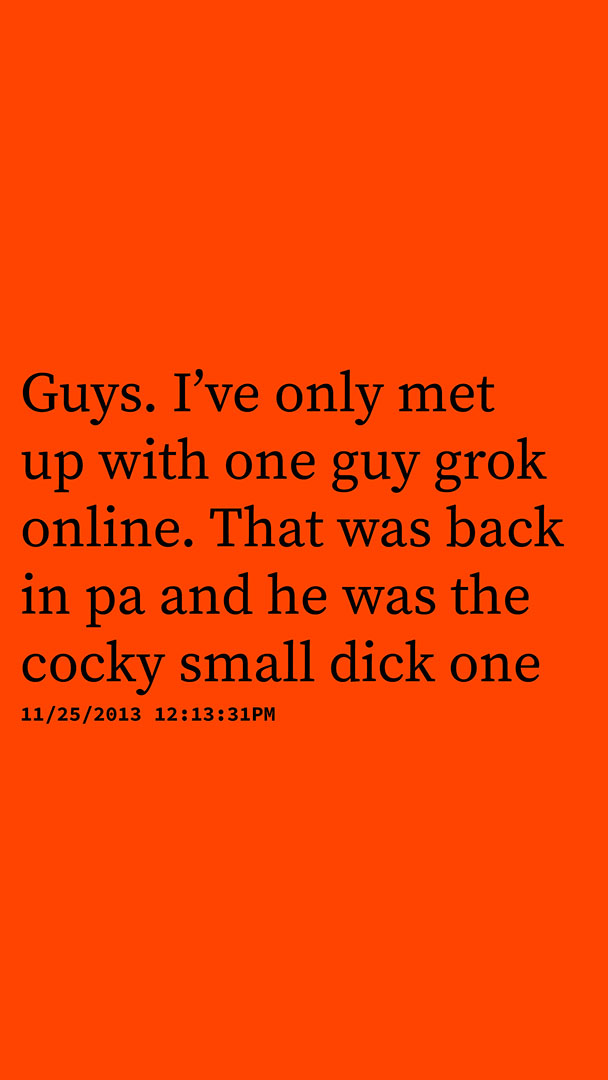 Guys. I’ve only met
up with one guy grok
online. That was back
in pa and he was the
cocky small dick one
11/25/2013 12:13:31PM